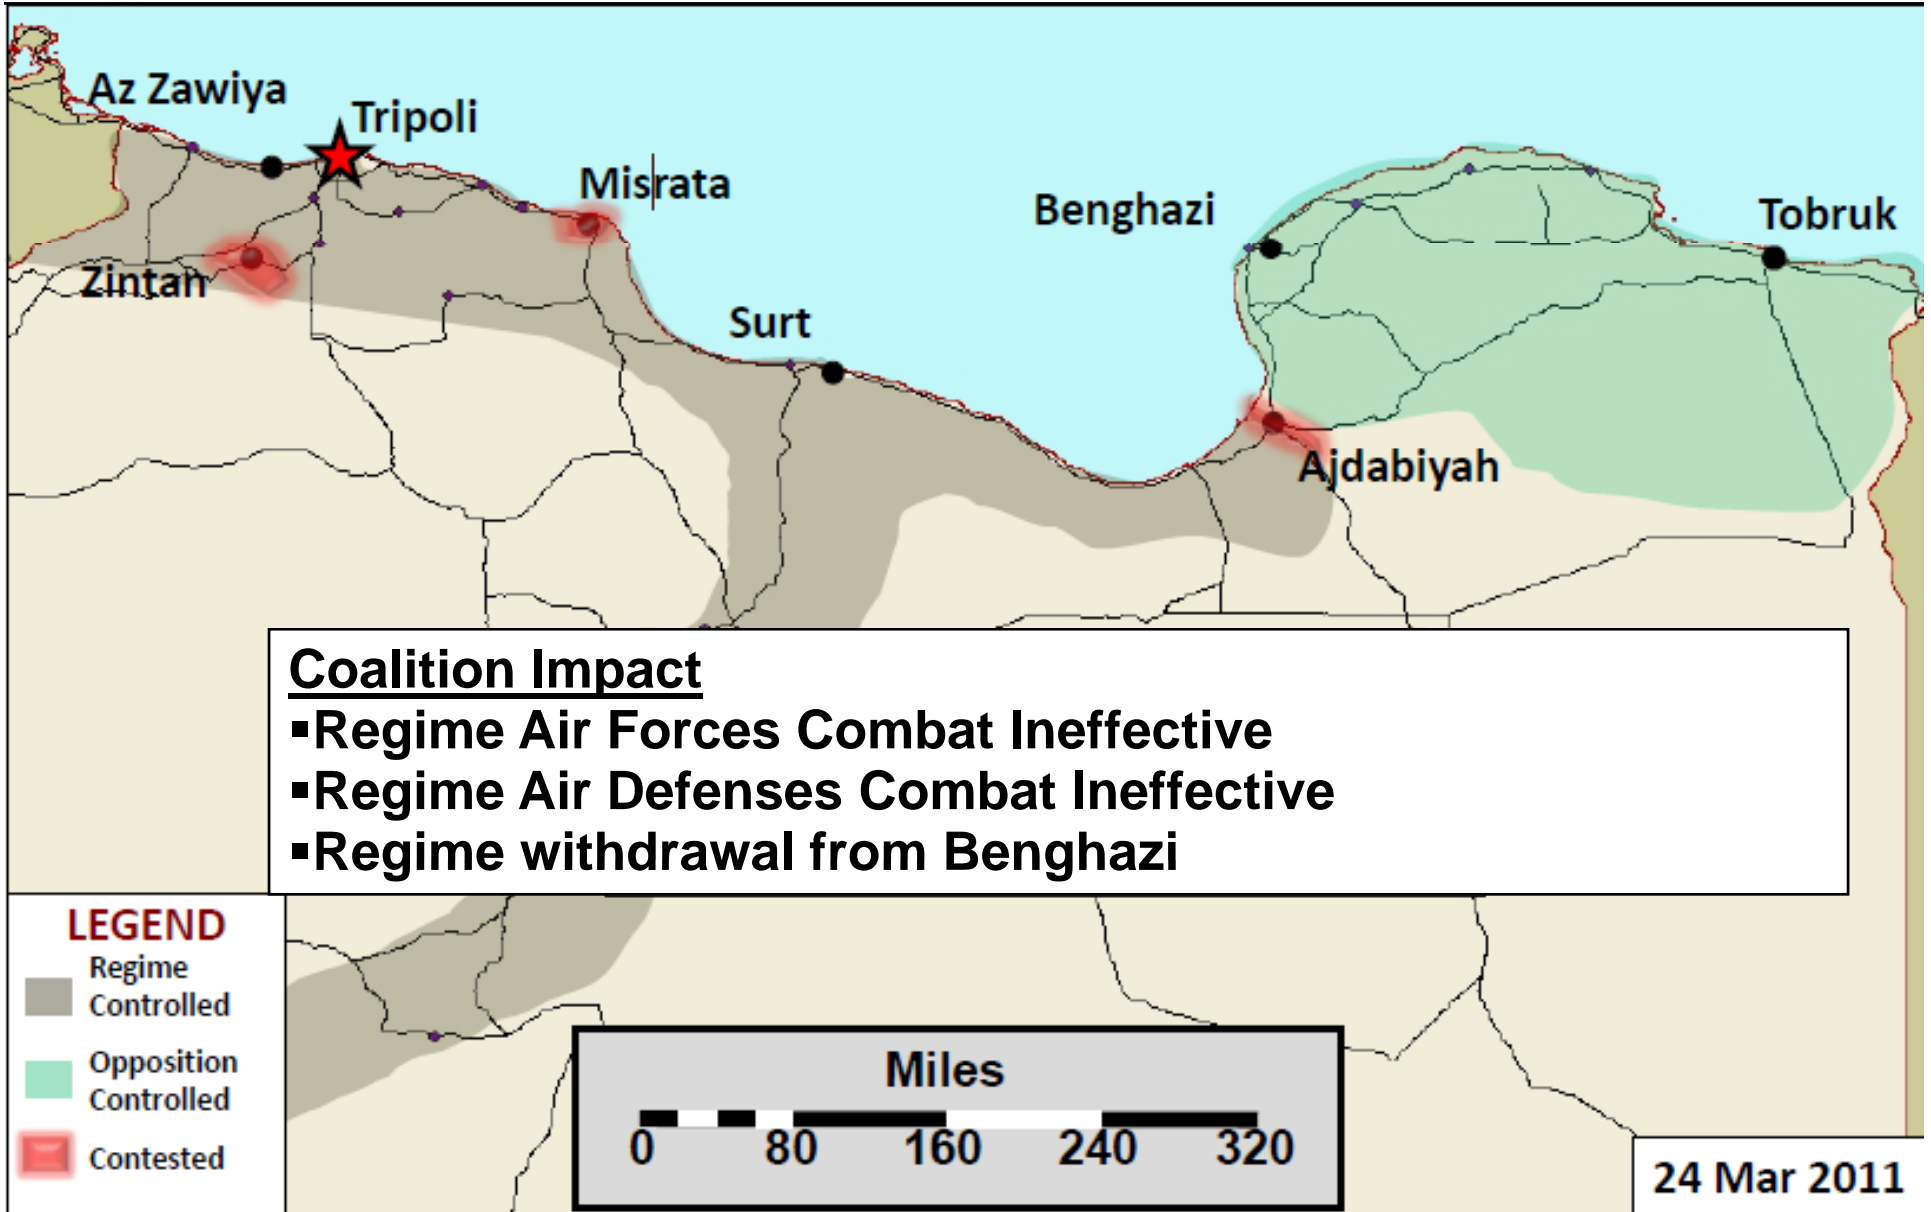 Az Zawiya
Tripoli
Misrata
Benghazi
Tobruk
Zintan
Surt
Ajdabiyah
Coalition Impact
▪Regime Air Forces Combat Ineffective
▪Regime Air Defenses Combat Ineffective
▪Regime withdrawal from Benghazi
LEGEND
Regime
Controlled
Opposition
Controlled
Contested
Miles
0 80 160 240 320
24 Mar 2011